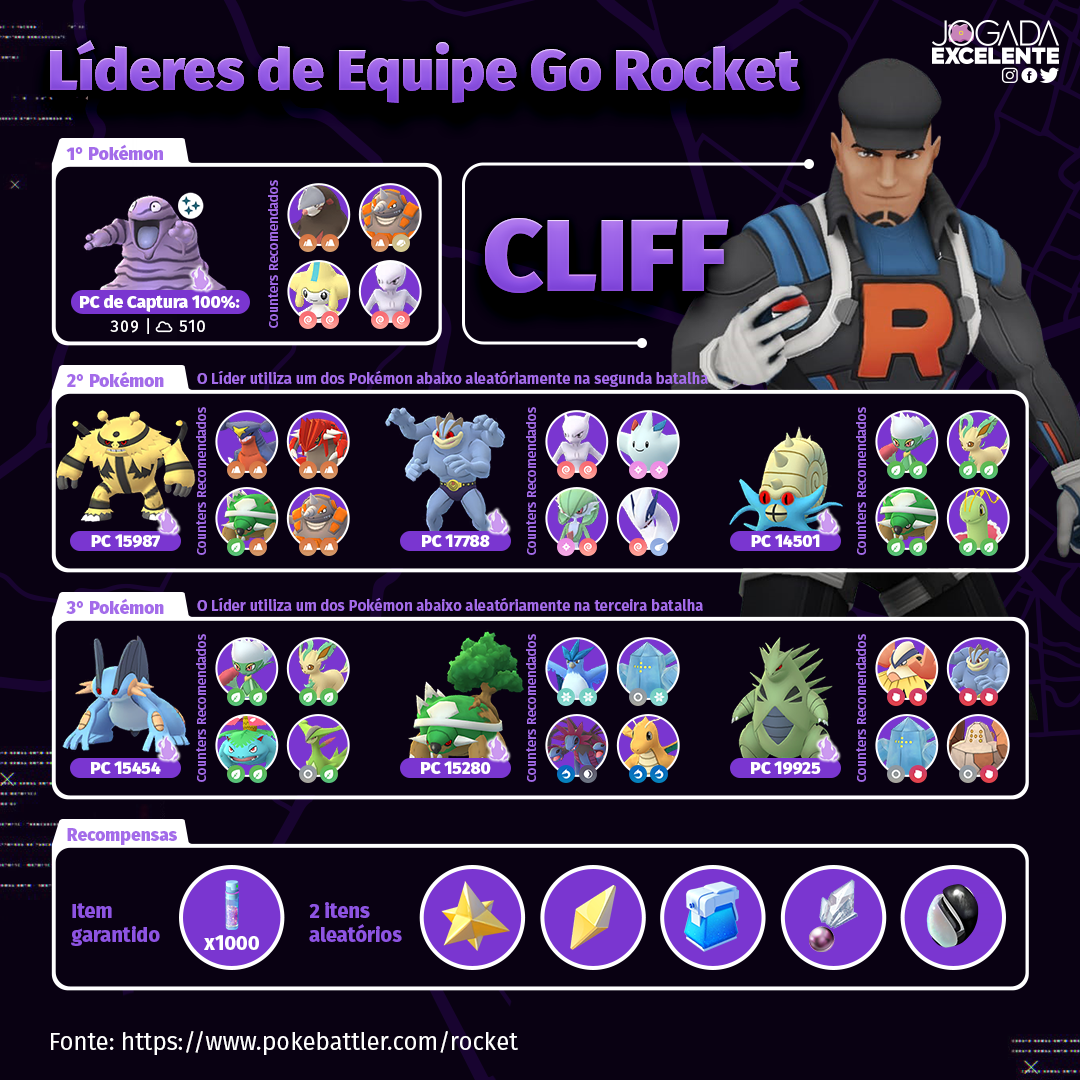 Líderes de Equipe Go Rocket
JOGADA
EXCELENTE
1° Pokémon
PC de Captura 100%:
309 | 510
Counters Recomendados
CLIFF
R
2° Pokémon
O Líder utiliza um dos Pokémon abaixo aleatóriamente na segunda batalha
PC 15987
Counters Recomendados
PC 17788
Counters Recomendados
PC 14501
Counters Recomendados
3° Pokémon
O Líder utiliza um dos Pokémon abaixo aleatóriamente na terceira batalha
PC 15454
Counters Recomendados
PC 15280
Counters Recomendados
PC 19925
Counters Recomendados
Recompensas
Item
garantido
x1000
2 itens
aleatórios
Fonte: https://www.pokebattler.com/rocket